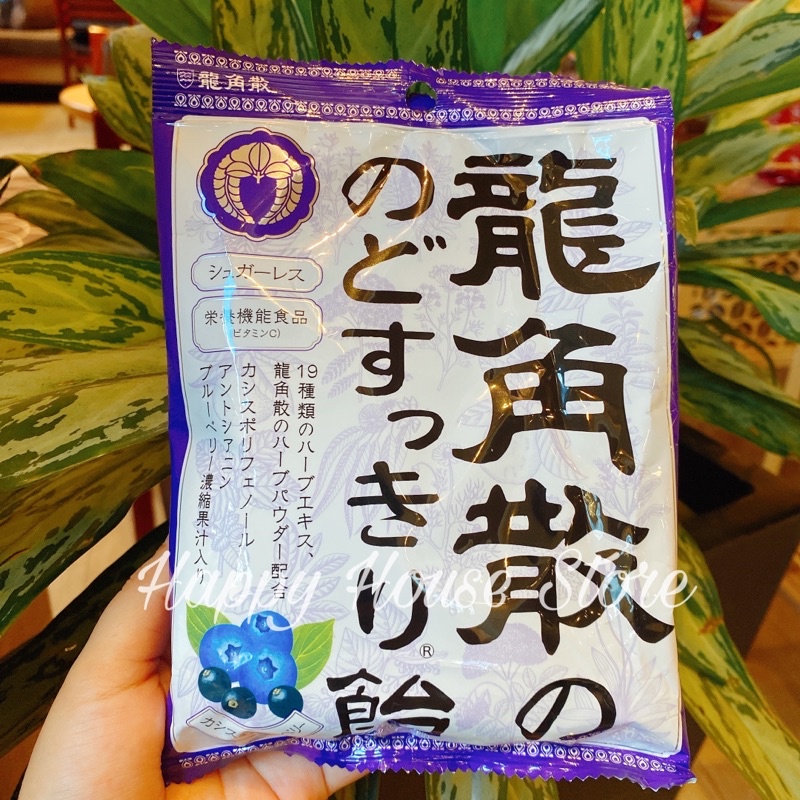 龍角散
龍角散の
のどすっきり飴
®
シュガーレス
栄養機能食品
(ビタミンC)
19種類のハーブエキス、
龍角散のハーブパウダー配合
カシスポリフェノール
アントシアニン
ブルーベリー濃縮果汁入り
Happy House Store